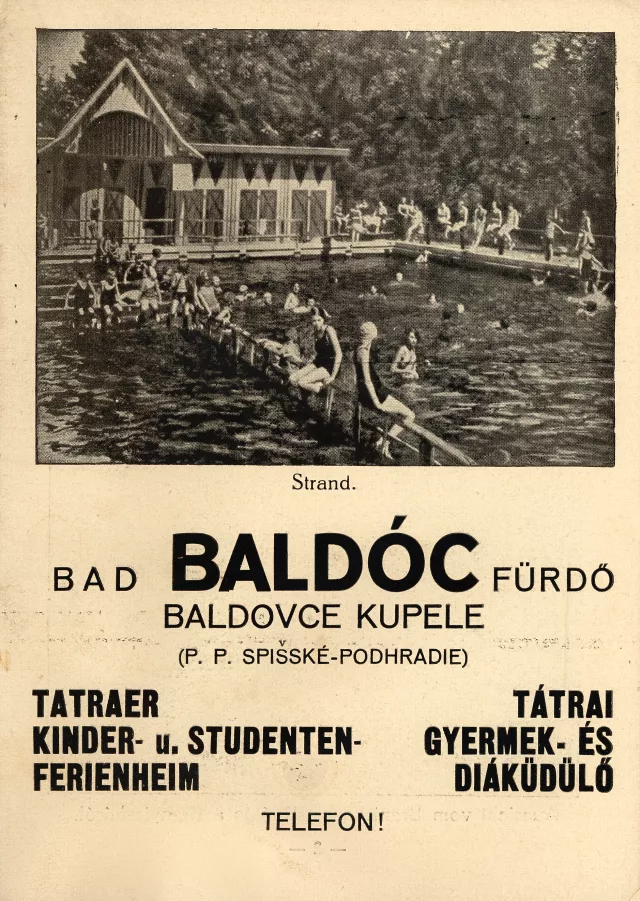 Strand.
BAD BALDÓC FÜRDŐ
BALDOVCE KUPELE
(P. P. SPIŠSKÉ-PODHRADIE)
TATRAER
KINDER- u. STUDENTEN-
FERIENHEIM
TÁTRAI
GYERMEK- ÉS
DIÁKÜDÜLŐ
TELEFON!